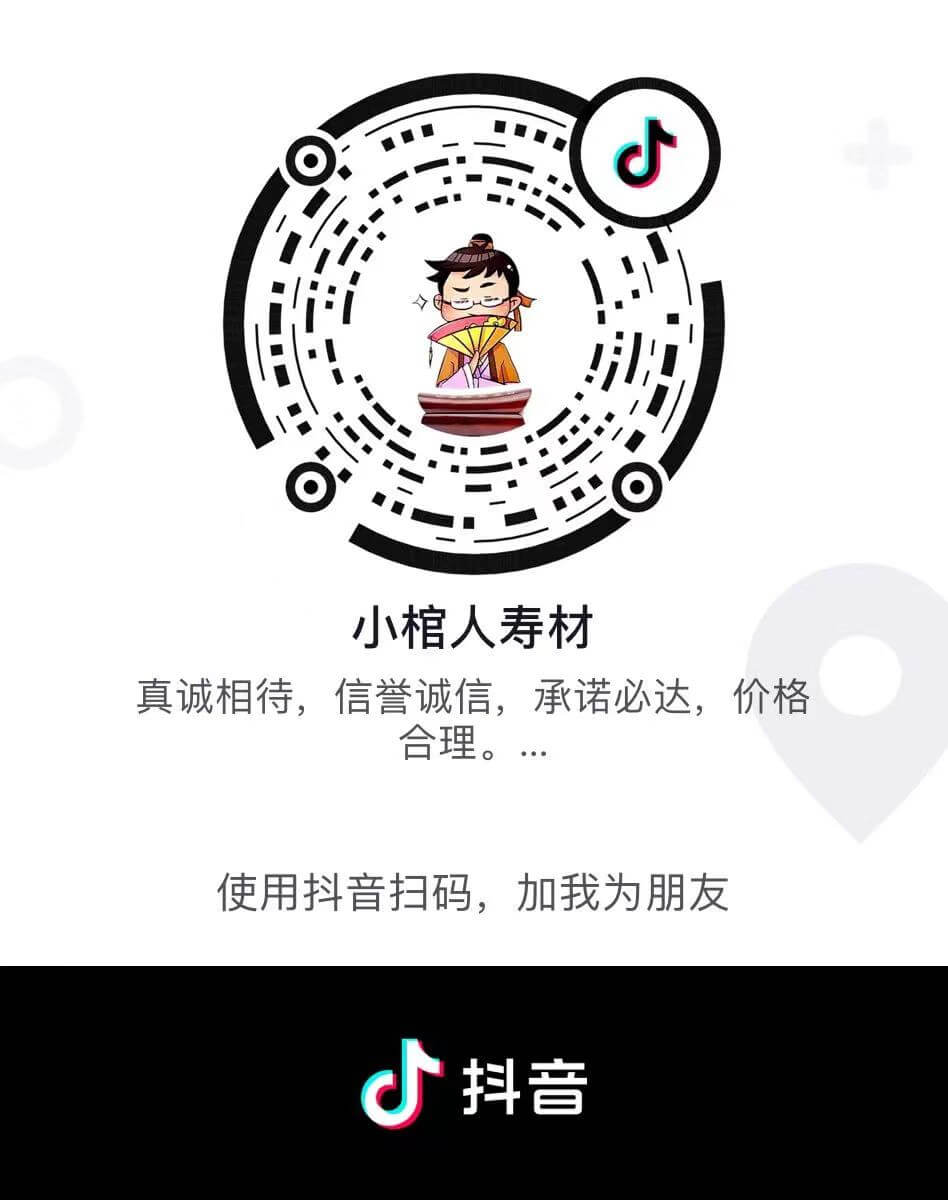 小棺人寿材
真诚相待，信誉诚信，承诺必达，价格
合理。...
使用抖音扫码，加我为朋友
抖音